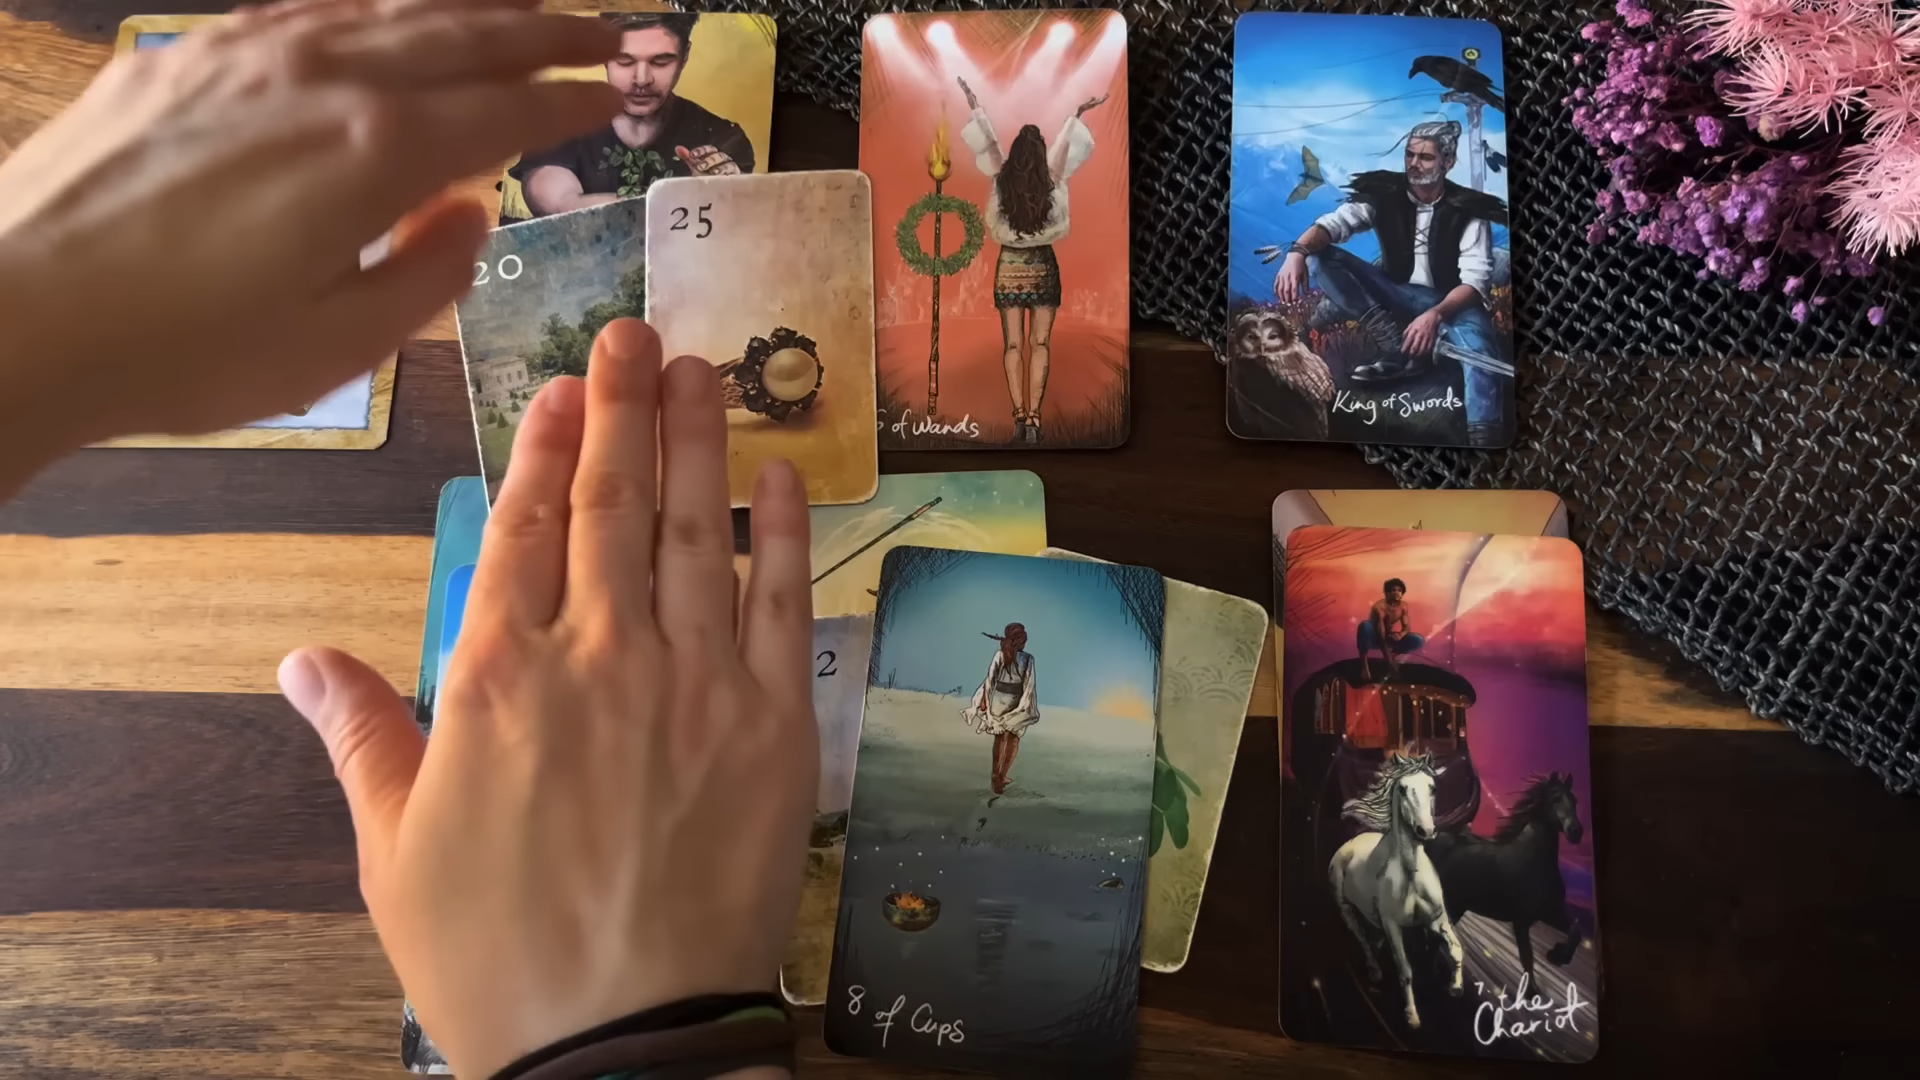 20
25
of Wands
King of Swords
2
8 of Cups
7. the
Chariot